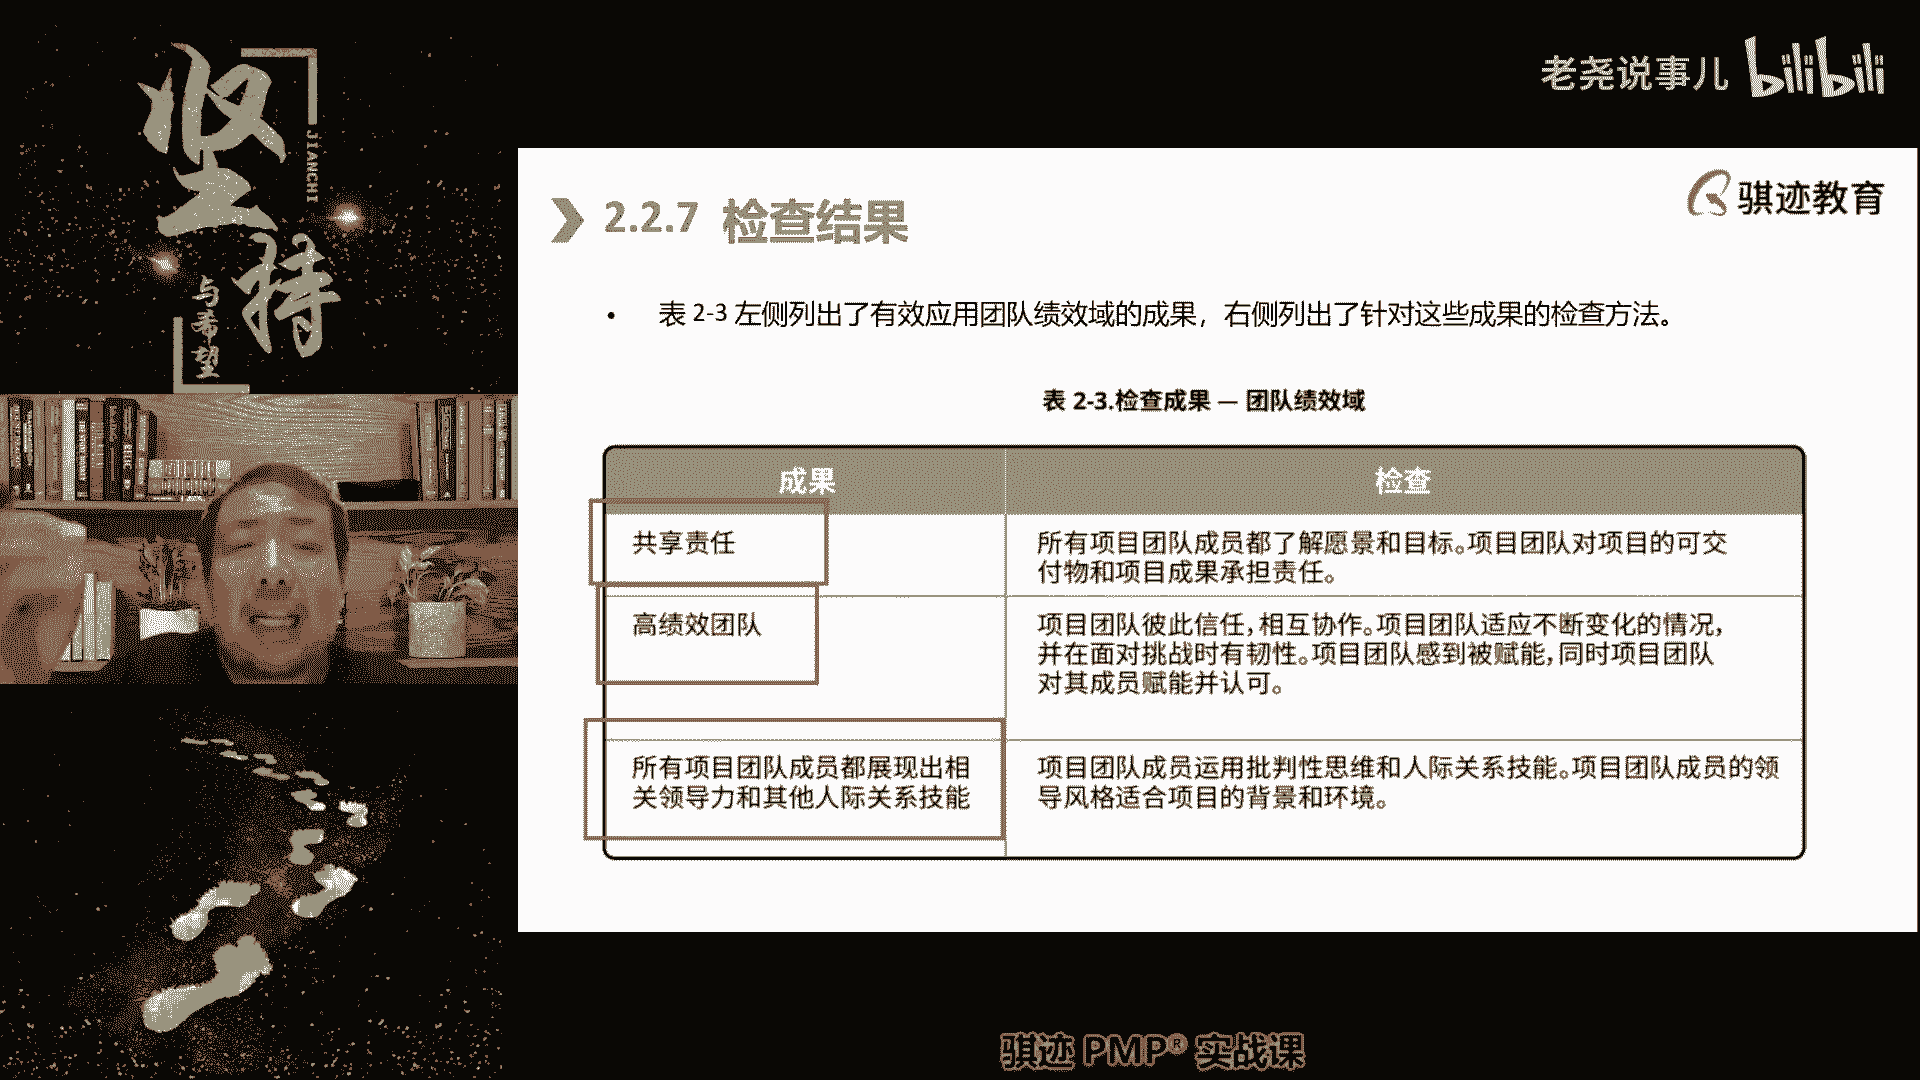 坚持
JIANCHI
与希望
老尧说事儿 bilibili
骐迹教育
2.2.7 检查结果
• 表 2-3 左侧列出了有效应用团队绩效域的成果，右侧列出了针对这些成果的检查方法。
表 2-3.检查成果 — 团队绩效域
成果
检查
共享责任
所有项目团队成员都了解愿景和目标。项目团队对项目的可交
付物和项目成果承担责任。
高绩效团队
项目团队彼此信任，相互协作。项目团队适应不断变化的情况，
并在面对挑战时有韧性。项目团队感到被赋能，同时项目团队
对其成员赋能并认可。
所有项目团队成员都展现出相
关领导力和其他人际关系技能
项目团队成员运用批判性思维和人际关系技能。项目团队成员的领
导风格适合项目的背景和环境。
骐迹 PMP® 实战课